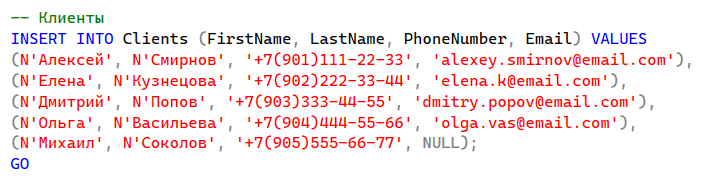 -- Клиенты
INSERT INTO Clients (FirstName, LastName, PhoneNumber, Email) VALUES
(N'Алексей', N'Смирнов', '+7(901)111-22-33', 'alexey.smirnov@email.com'),
(N'Елена', N'Кузнецова', '+7(902)222-33-44', 'elena.k@email.com'),
(N'Дмитрий', N'Попов', '+7(903)333-44-55', 'dmitry.popov@email.com'),
(N'Ольга', N'Васильева', '+7(904)444-55-66', 'olga.vas@email.com'),
(N'Михаил', N'Соколов', '+7(905)555-66-77', NULL);
GO